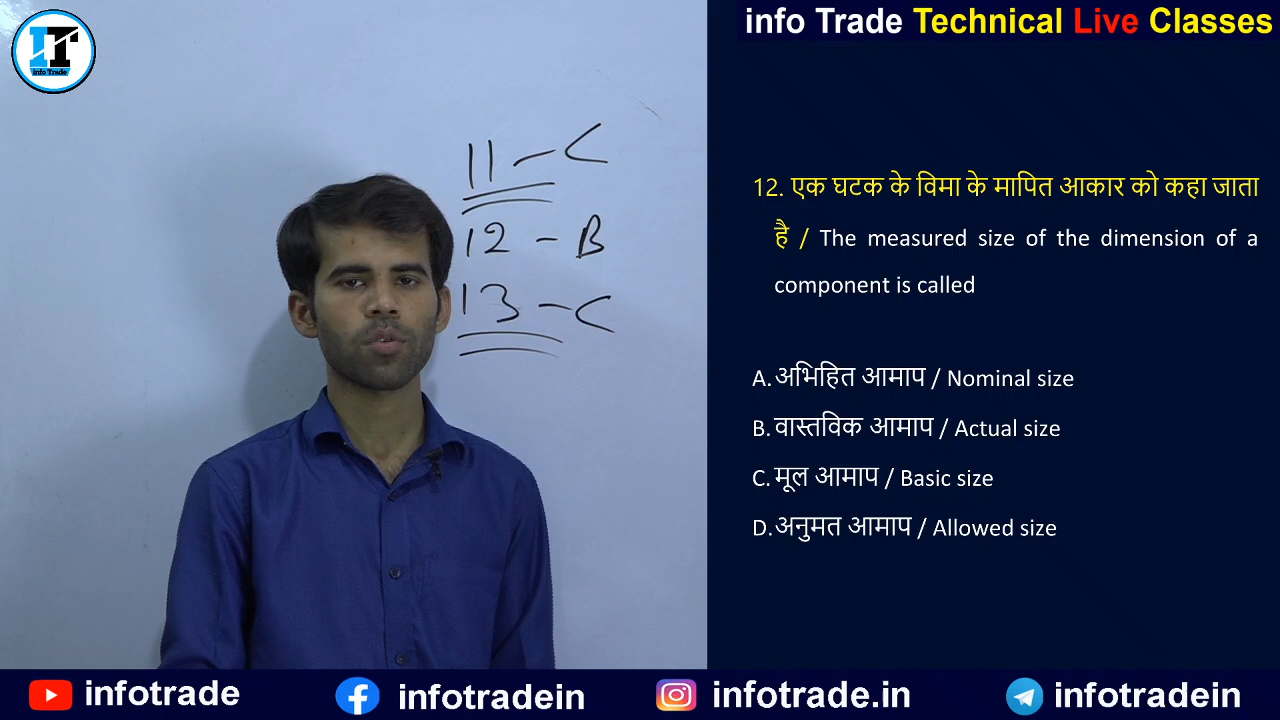 IT
info Trade
info Trade Technical Live Classes
11 - C
12 - B
13 - C
12. एक घटक के विमा के मापित आकार को कहा जाता
है / The measured size of the dimension of a
component is called
A. अभिहित आमाप / Nominal size
B. वास्तविक आमाप / Actual size
C. मूल आमाप / Basic size
D. अनुमत आमाप / Allowed size
infotrade infotradein infotrade.in infotradein